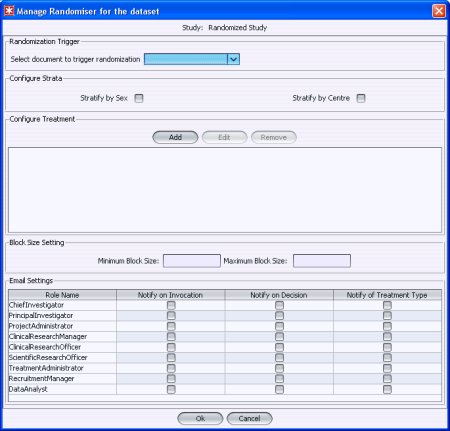 Manage Randomiser for the dataset
Study: Randomized Study
Randomization Trigger
Select document to trigger randomization
Configure Strata
Stratify by Sex Stratify by Centre
Configure Treatment
Add Edit Remove
Block Size Setting
Minimum Block Size: Maximum Block Size:
Email Settings
Role Name Notify on Invocation Notify on Decision Notify of Treatment Type
ChiefInvestigator
PrincipalInvestigator
ProjectAdministrator
ClinicalResearchManager
ClinicalResearchOfficer
ScientificResearchOfficer
TreatmentAdministrator
RecruitmentManager
DataAnalyst
Ok Cancel